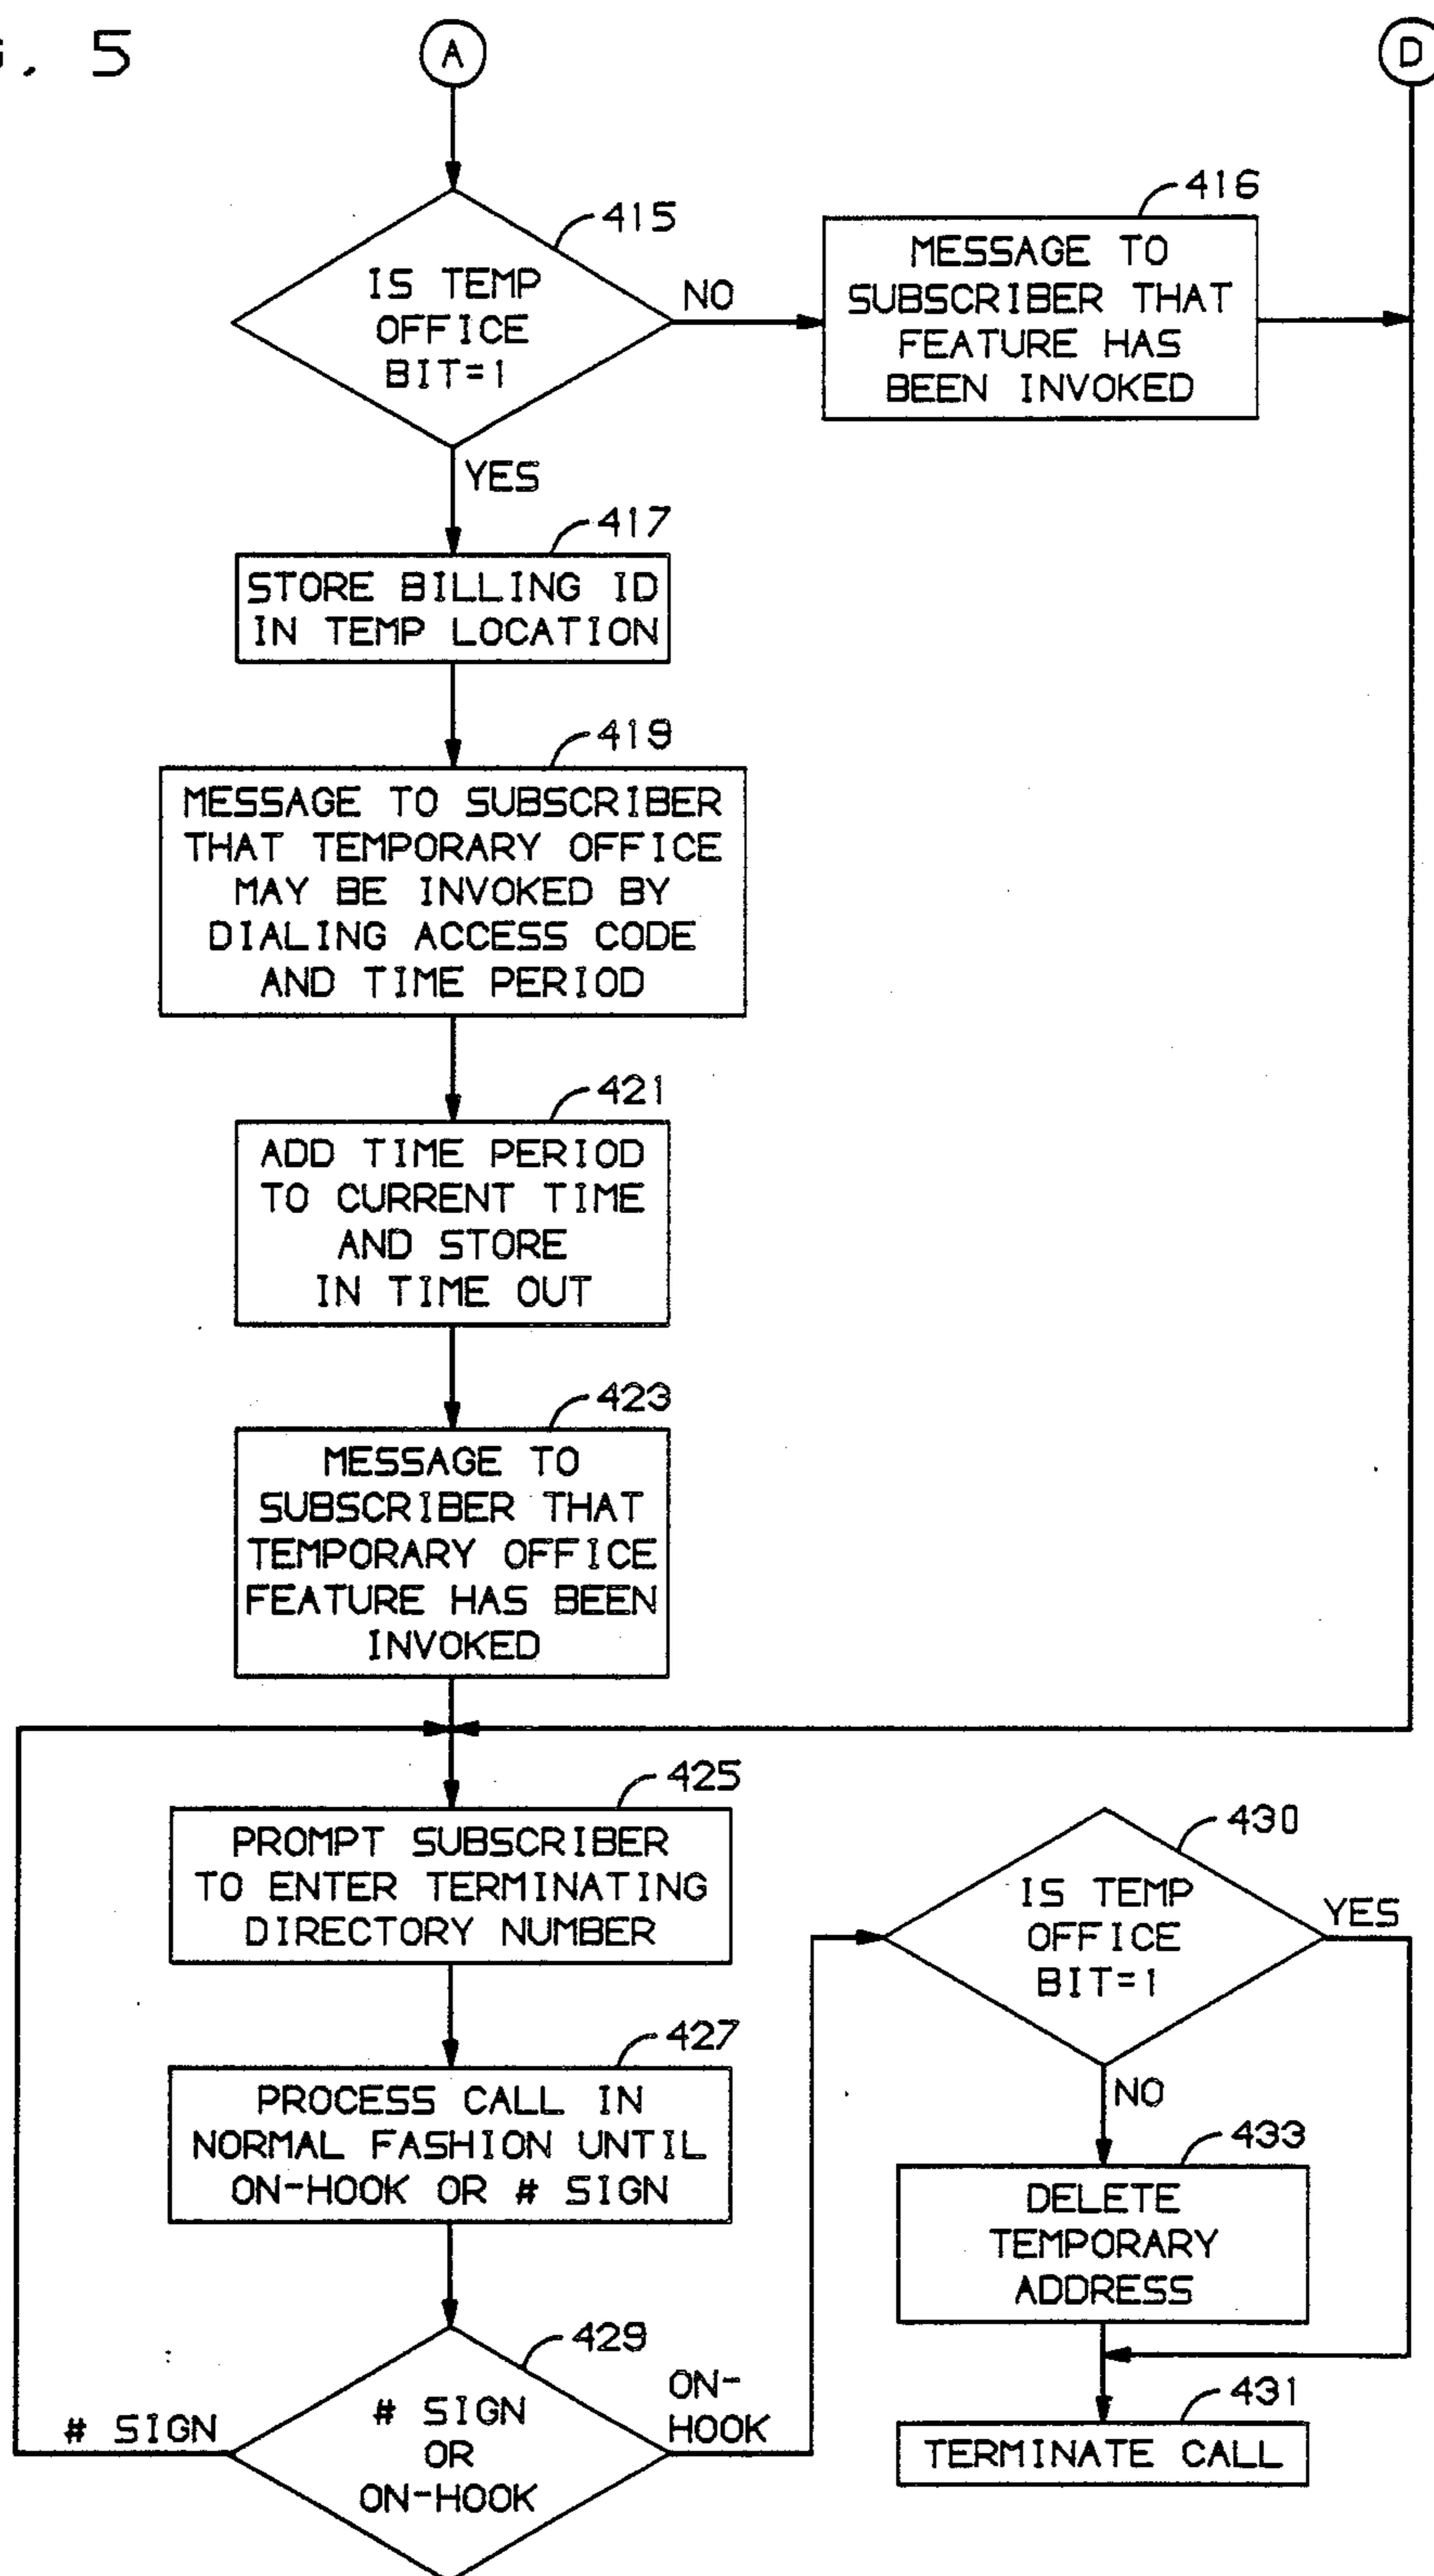 . 5
A
D
415
IS TEMP
OFFICE
BIT=1
NO
416
MESSAGE TO
SUBSCRIBER THAT
FEATURE HAS
BEEN INVOKED
YES
417
STORE BILLING ID
IN TEMP LOCATION
419
MESSAGE TO SUBSCRIBER
THAT TEMPORARY OFFICE
MAY BE INVOKED BY
DIALING ACCESS CODE
AND TIME PERIOD
421
ADD TIME PERIOD
TO CURRENT TIME
AND STORE
IN TIME OUT
423
MESSAGE TO
SUBSCRIBER THAT
TEMPORARY OFFICE
FEATURE HAS BEEN
INVOKED
425
PROMPT SUBSCRIBER
TO ENTER TERMINATING
DIRECTORY NUMBER
427
PROCESS CALL IN
NORMAL FASHION UNTIL
ON-HOOK OR # SIGN
429
# SIGN
OR
ON-HOOK
# SIGN
ON-
HOOK
430
IS TEMP
OFFICE
BIT=1
YES
NO
433
DELETE
TEMPORARY
ADDRESS
431
TERMINATE CALL